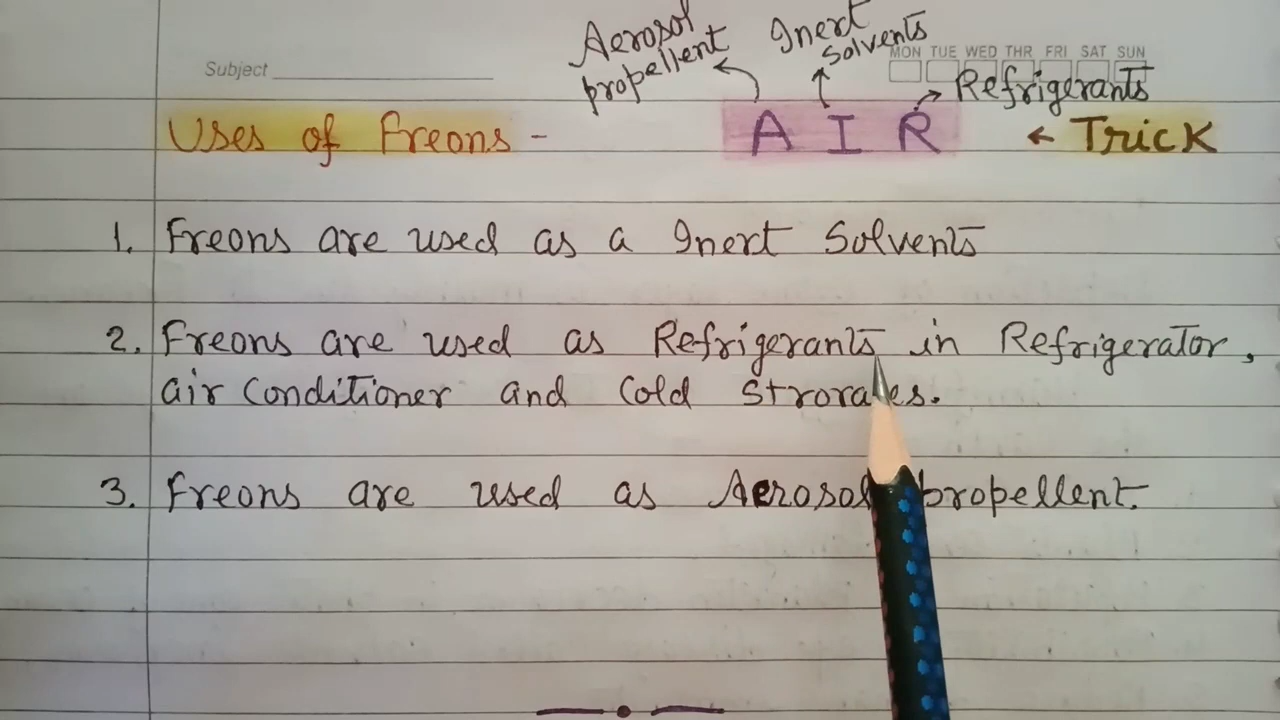 Aerosol propellent
Inert Solvents
MON TUE WED THR FRI SAT SUN
Subject
Refrigerants
Uses of Freons - A I R ← Trick
1. Freons are used as a Inert Solvents
2. Freons are used as Refrigerants in Refrigerator,
air conditioner and Cold Strorages.
3. Freons are used as Aerosol propellent.